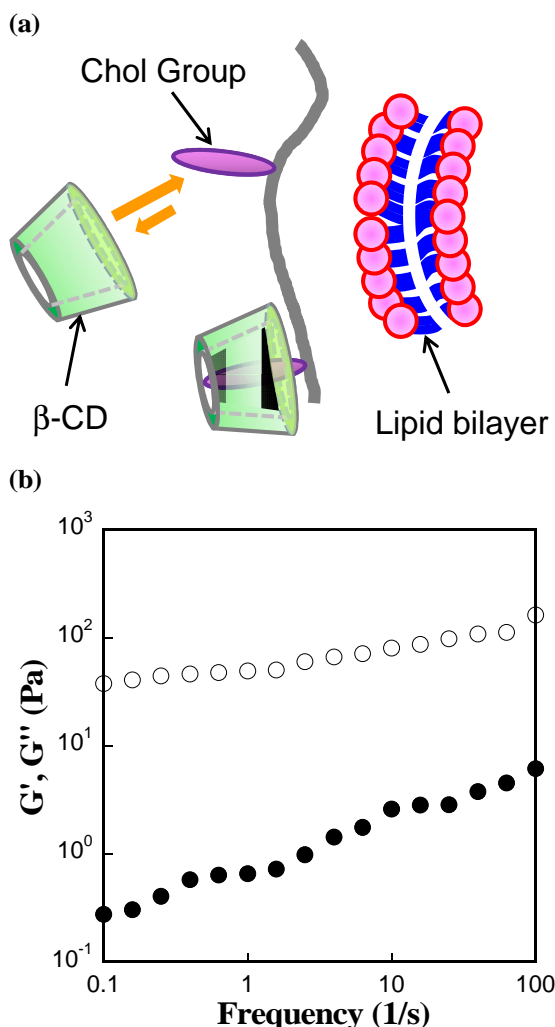 (a)
Chol Group
β-CD
Lipid bilayer
(b)
G', G'' (Pa)
10³
10²
10¹
10⁰
10⁻¹
0.1 1 10 100
Frequency (1/s)